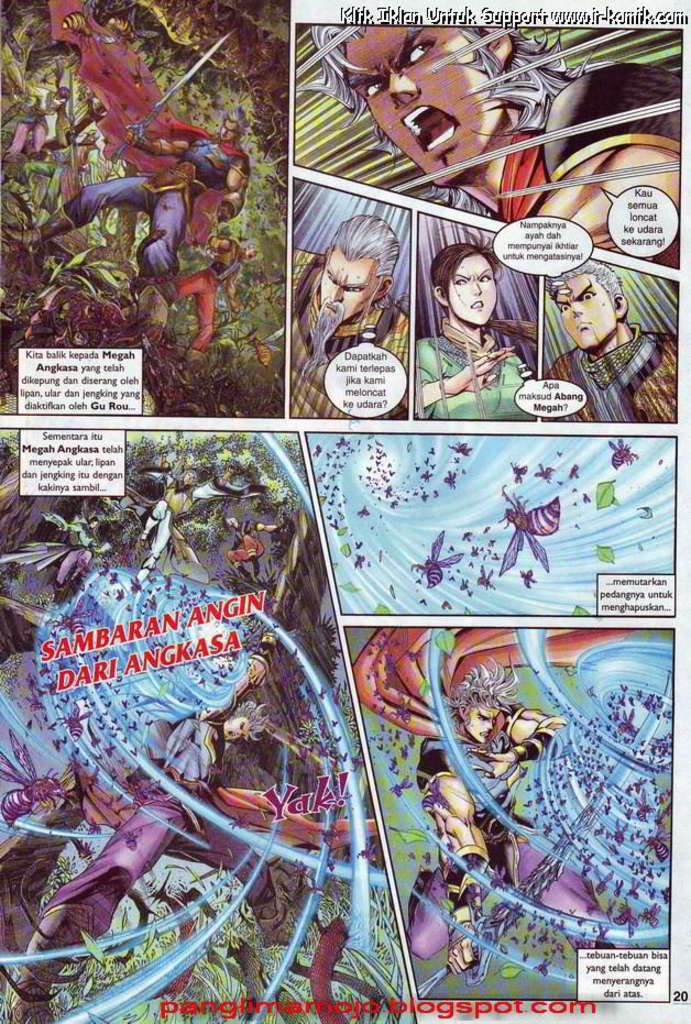 Klik Iklan Untuk Support www.ir-komik.com
Kita balik kepada Megah
Angkasa yang telah
dikepung dan diserang oleh
lipan, ular dan jengking yang
diaktifkan oleh Gu Rou...
Kau
semua
loncat
ke udara
sekarang!
Dapatkah
kami terlepas
jika kami
meloncat
ke udara?
Nampaknya
ayah dah
mempunyai ikhtiar
untuk mengatasinya!
Apa
maksud Abang
Megah?
Sementara itu
Megah Angkasa telah
menyepak ular, lipan
dan jengking itu dengan
kakinya sambil...
SAMBARAN ANGIN
DARI ANGKASA
Yak!
...memutarkan
pedangnya untuk
menghapuskan...
...tebuan-tebuan bisa
yang telah datang
menyerangnya
dari atas.
20
panglimamojo.blogspot.com